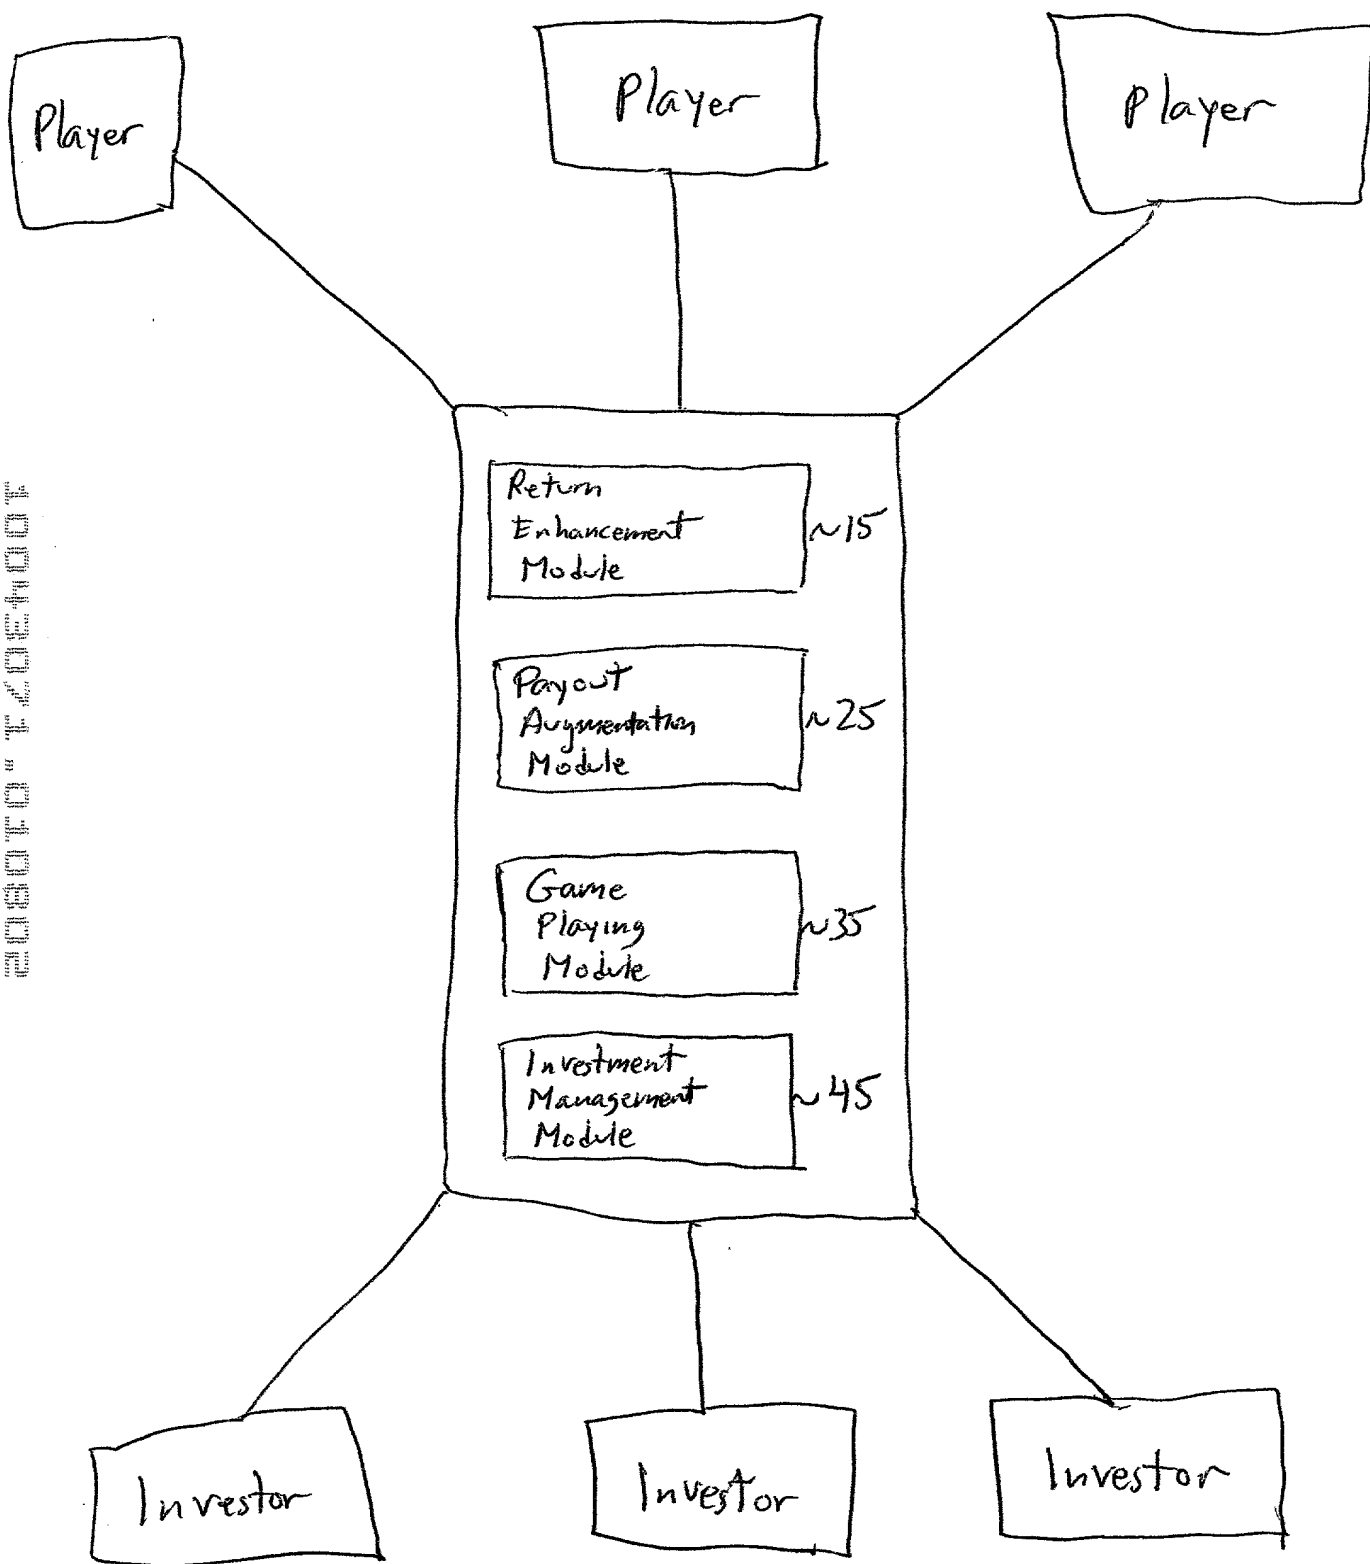 Player
Player
Player
Return
Enhancement
Module
~15
Payout
Augmentation
Module
~25
Game
Playing
Module
~35
Investment
Management
Module
~45
Investor
Investor
Investor